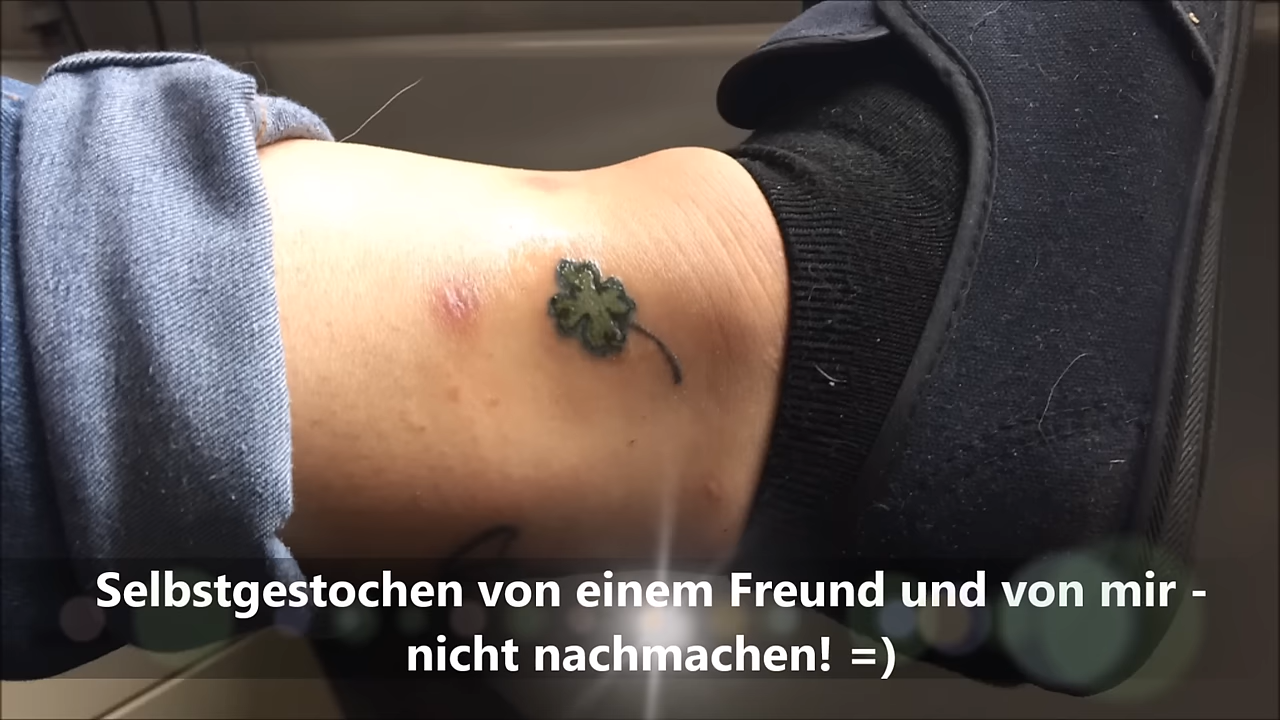 Selbstgestochen von einem Freund und von mir -
nicht nachmachen! =)